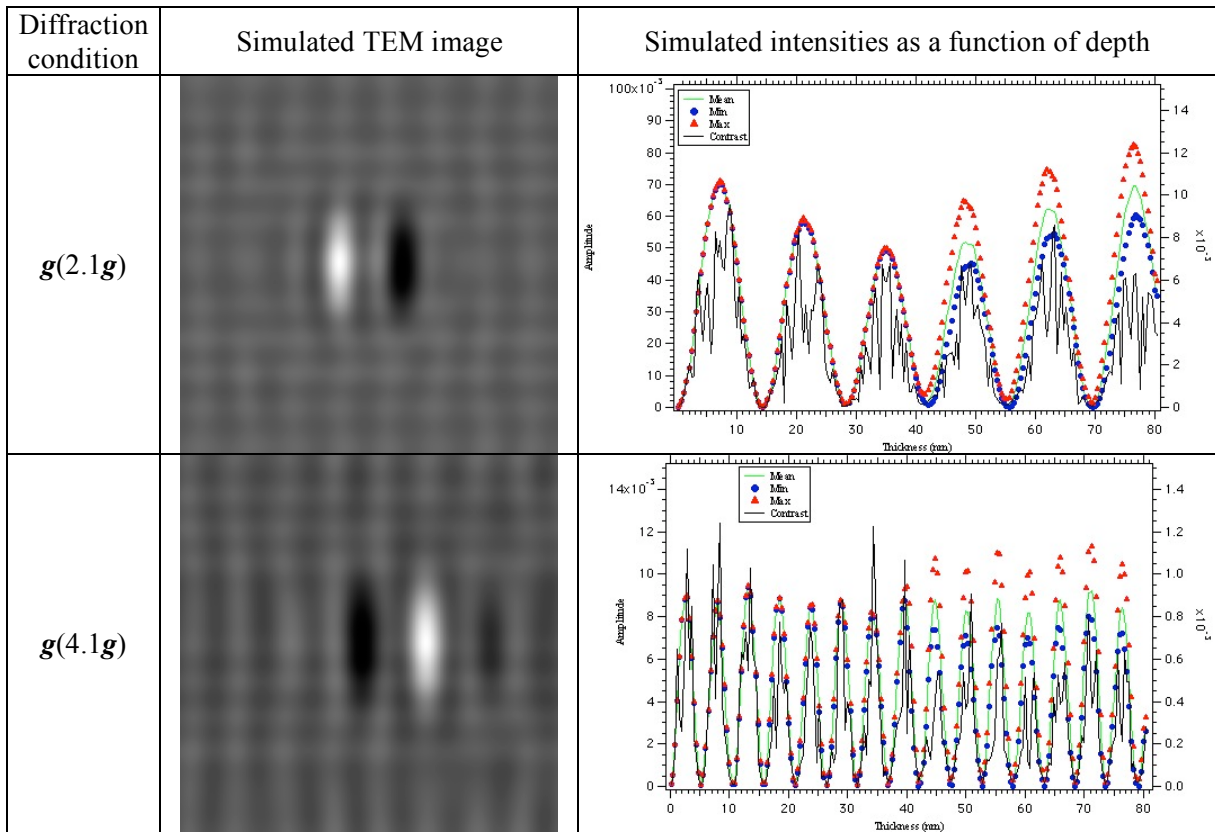 Diffraction condition
Simulated TEM image
Simulated intensities as a function of depth
g(2.1g)
100x10⁻³
90
80
70
60
50
40
30
20
10
0
Amplitude
Mean
Min
Max
Contrast
14
12
10
8
6
4
2
0
x10⁻³
10
20
30
40
50
60
70
80
Thickness (nm)
g(4.1g)
14x10⁻³
12
10
8
6
4
2
0
Amplitude
Mean
Min
Max
Contrast
1.4
1.2
1.0
0.8
0.6
0.4
0.2
0.0
x10⁻³
0
10
20
30
40
50
60
70
80
Thickness (nm)